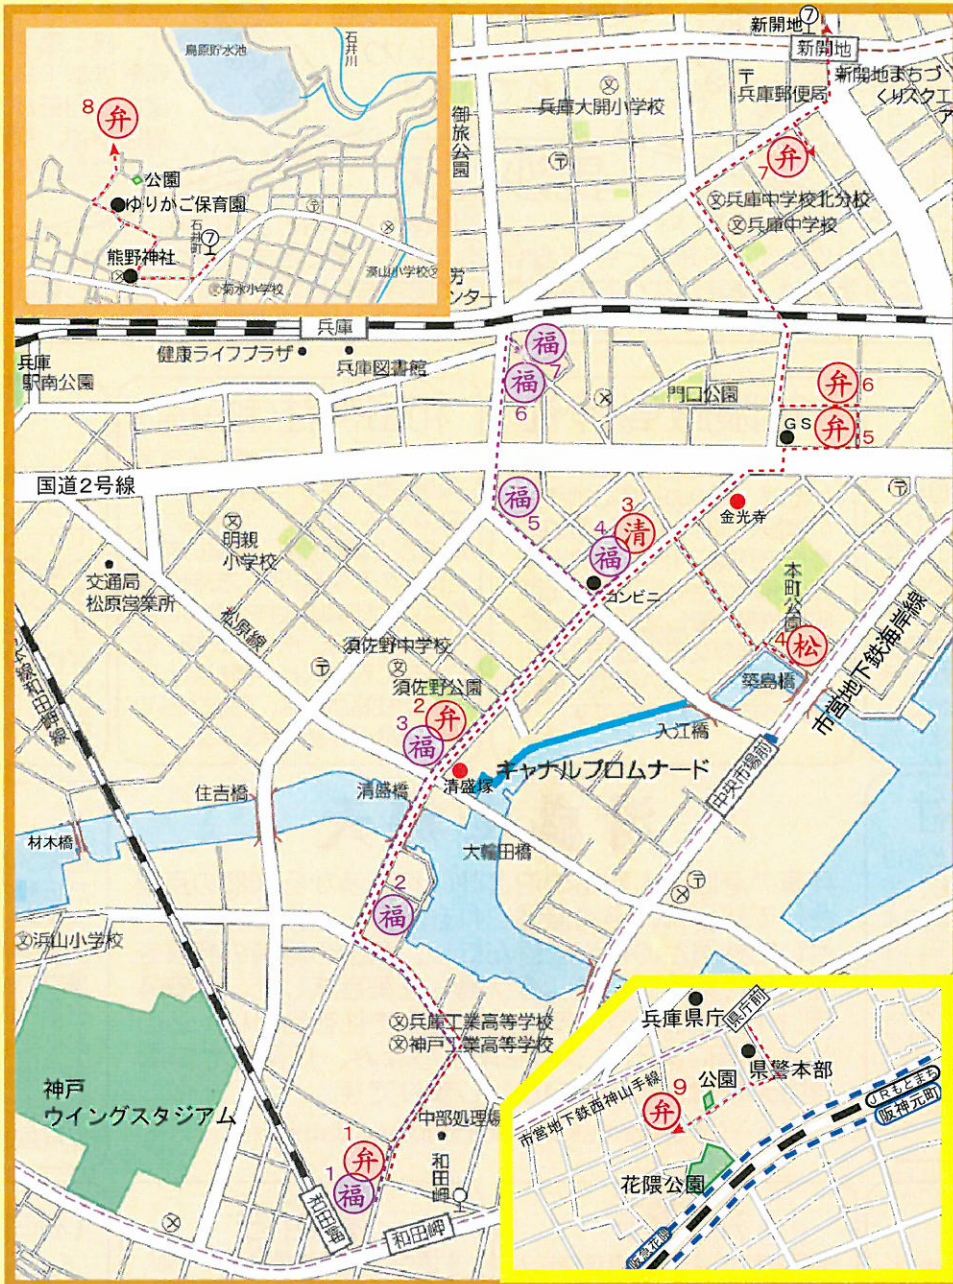 鳥原貯水池
石井川
8
弁
公園
ゆりかご保育園
石井町
7
熊野神社
菊水小学校
湊山小学校
新開地
7
新開地
兵庫大開小学校
兵庫郵便局
新開地まちづ
くりスクエ
ア
御旅公園
弁
7
兵庫中学校北分校
兵庫中学校
労
ンター
兵庫
健康ライフプラザ
兵庫図書館
兵庫
駅南公園
福
7
福
6
門口公園
弁
6
GS
弁
5
国道2号線
福
5
3
清
4
福
金光寺
明親
小学校
コンビニ
交通局
松原営業所
松原線
本町公園
4
松
築島橋
市営地下鉄海岸線
須佐野中学校
須佐野公園
2
弁
3
福
入江橋
和田岬線
清盛塚
キャナルプロムナード
中央市場前
住吉橋
清盛橋
材木橋
大輪田橋
2
福
浜山小学校
兵庫工業高等学校
神戸工業高等学校
神戸
ウイングスタジアム
中部処理場
1
弁
1
福
和田岬
和田岬
和田岬
兵庫県庁
県庁前
県警本部
市営地下鉄西神山手線
公園
9
弁
JRもとまち
阪神元町
花隈公園
阪急花隈